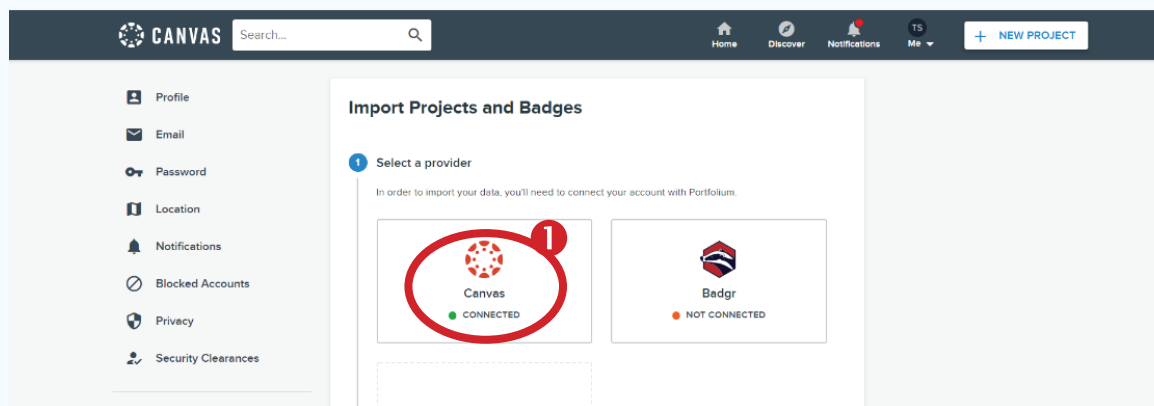 CANVAS Search... Home Discover Notifications TS Me + NEW PROJECT
Profile
Email
Password
Location
Notifications
Blocked Accounts
Privacy
Security Clearances
Import Projects and Badges
1 Select a provider
In order to import your data, you'll need to connect your account with Portfolium.
1
Canvas
CONNECTED
Badgr
NOT CONNECTED